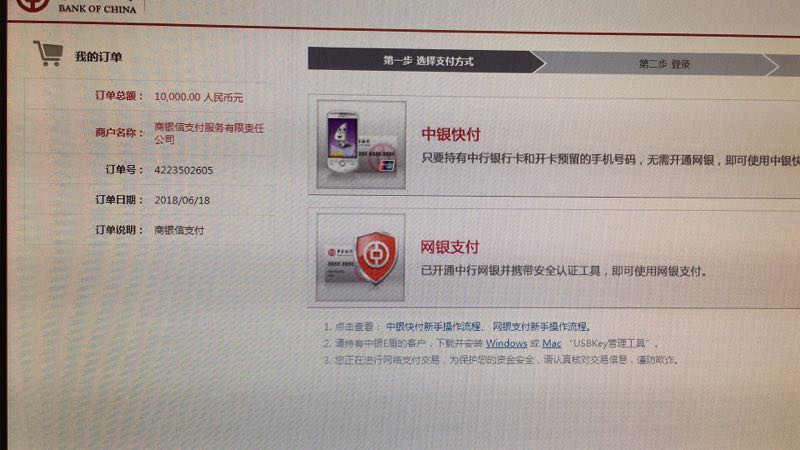 BANK OF CHINA
我的订单
订单总额： 10,000.00 人民币元
商户名称： 商银信支付服务有限责任
公司
订单号： 4223502605
订单日期： 2018/06/18
订单说明： 商银信支付
第一步 选择支付方式
第二步 登录
中银快付
只要持有中行银行卡和开卡预留的手机号码，无需开通网银，即可使用中银快
网银支付
已开通中行网银并携带安全认证工具，即可使用网银支付。
1. 点击查看： 中银快付新手操作流程、 网银支付新手操作流程。
2. 请持有中银E盾的客户，下载并安装 Windows 或 Mac “USBKey管理工具”。
3. 您正在进行网络支付交易，为保护您的资金安全，请认真核对交易信息，谨防欺诈。